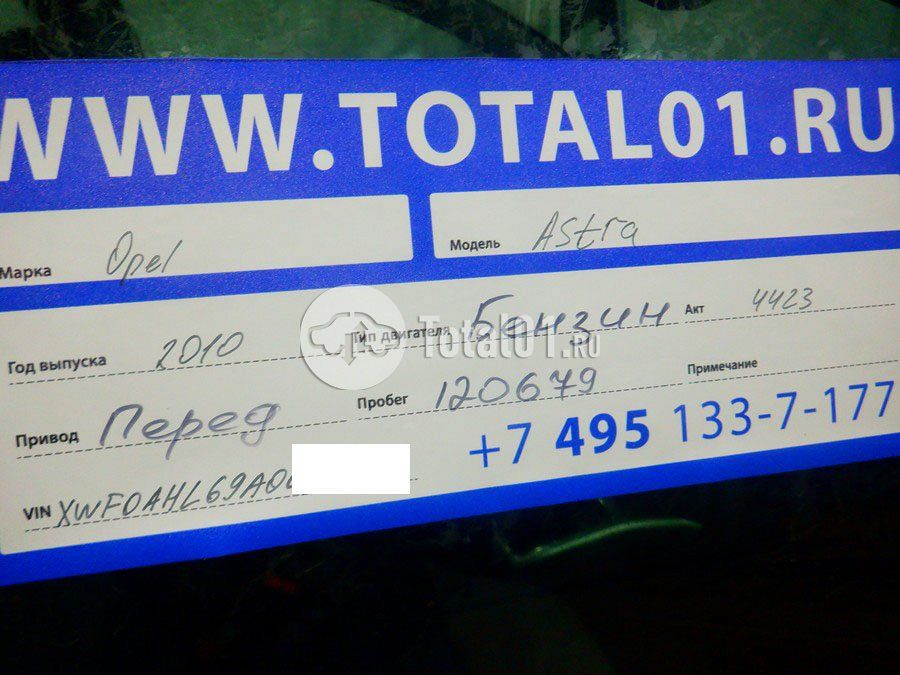 WWW.TOTAL01.RU
Марка Opel Модель Astra
Год выпуска 2010 Тип двигателя Бензин Акт 4423
Total01.RU
Привод Перед Пробег 120679 Примечание
+7 495 133-7-177
VIN XWF0AHL69A0